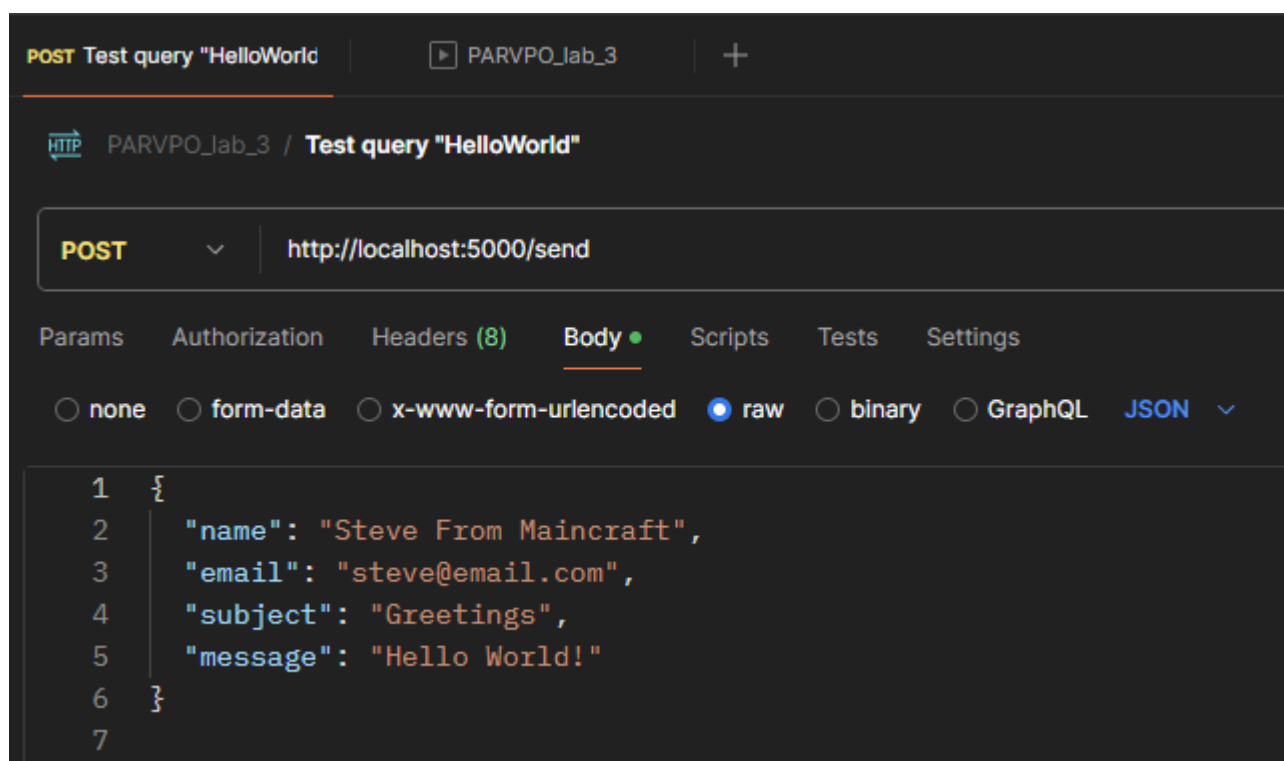 POST Test query "HelloWorld PARVPO_lab_3 +
HTTP PARVPO_lab_3 / Test query "HelloWorld"
POST http://localhost:5000/send
Params Authorization Headers (8) Body Scripts Tests Settings
none form-data x-www-form-urlencoded raw binary GraphQL JSON
1 {
2 "name": "Steve From Maincraft",
3 "email": "steve@email.com",
4 "subject": "Greetings",
5 "message": "Hello World!"
6 }
7